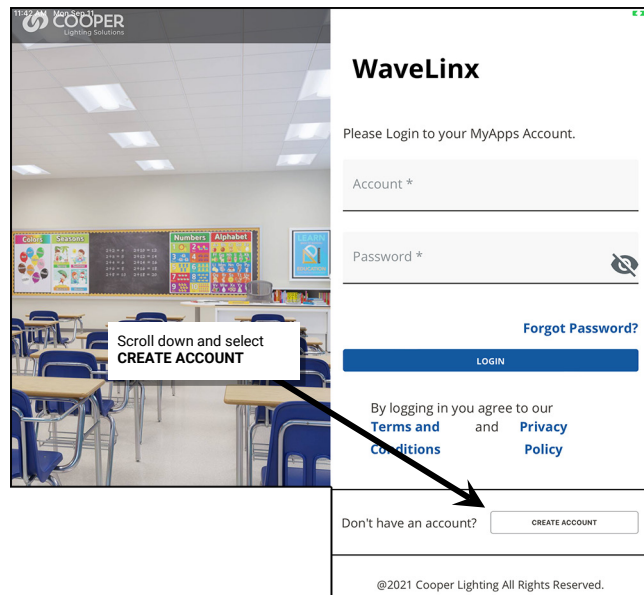 11:42 AM Mon Sep 11
COOPER
Lighting Solutions
WaveLinx
Please Login to your MyApps Account.
Account *
Password *
Forgot Password?
LOGIN
By logging in you agree to our
Terms and and Privacy
Conditions Policy
Don't have an account?
CREATE ACCOUNT
@2021 Cooper Lighting All Rights Reserved.
Scroll down and select
CREATE ACCOUNT
Colors
Seasons
Numbers
Alphabet
LEARN